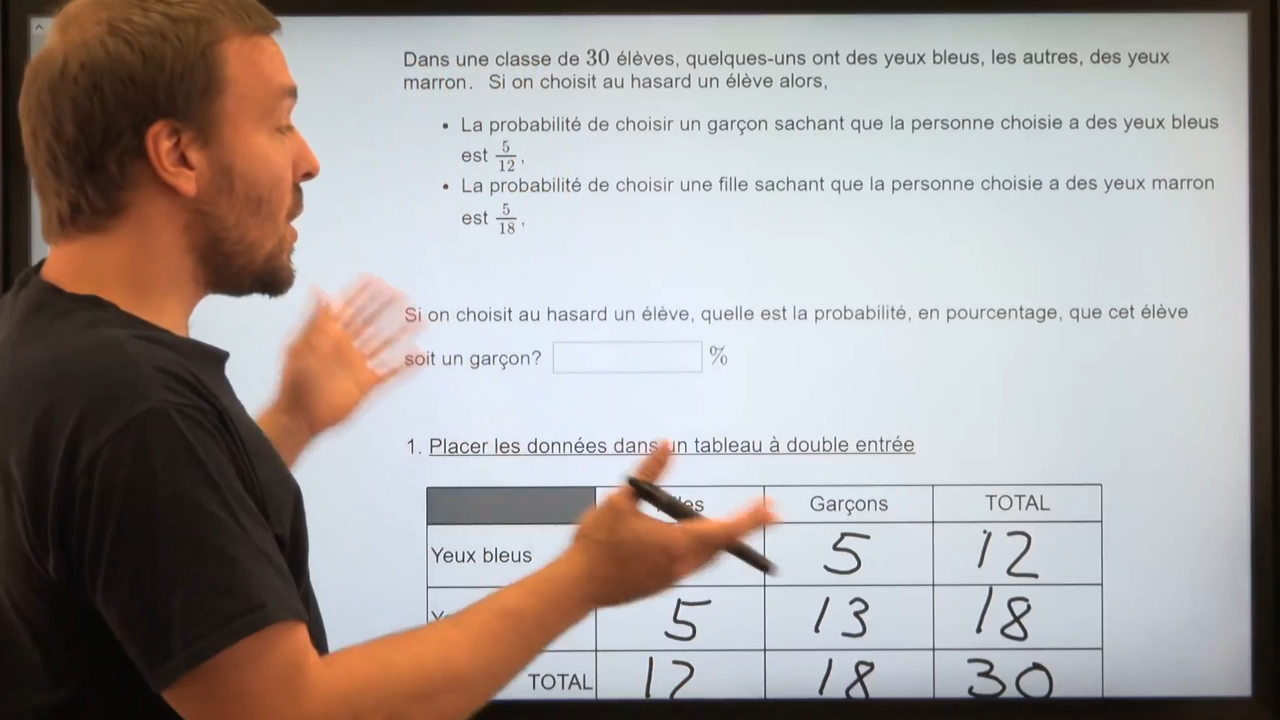 Dans une classe de 30 élèves, quelques-uns ont des yeux bleus, les autres, des yeux
marron. Si on choisit au hasard un élève alors,
• La probabilité de choisir un garçon sachant que la personne choisie a des yeux bleus
est 5/12,
• La probabilité de choisir une fille sachant que la personne choisie a des yeux marron
est 5/18,
Si on choisit au hasard un élève, quelle est la probabilité, en pourcentage, que cet élève
soit un garçon? %
1. Placer les données dans un tableau à double entrée
Garçons TOTAL
Yeux bleus 5 12
5 13 18
TOTAL 12 18 30